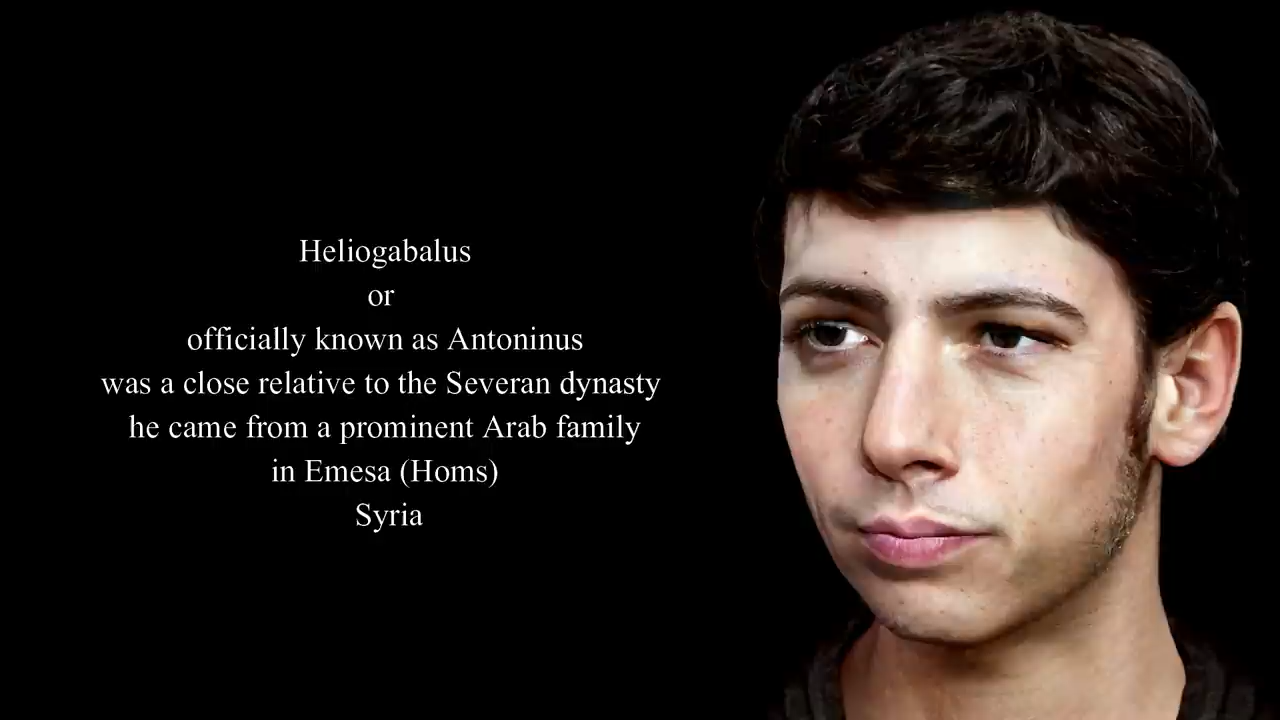 Heliogabalus
or
officially known as Antoninus
was a close relative to the Severan dynasty
he came from a prominent Arab family
in Emesa (Homs)
Syria